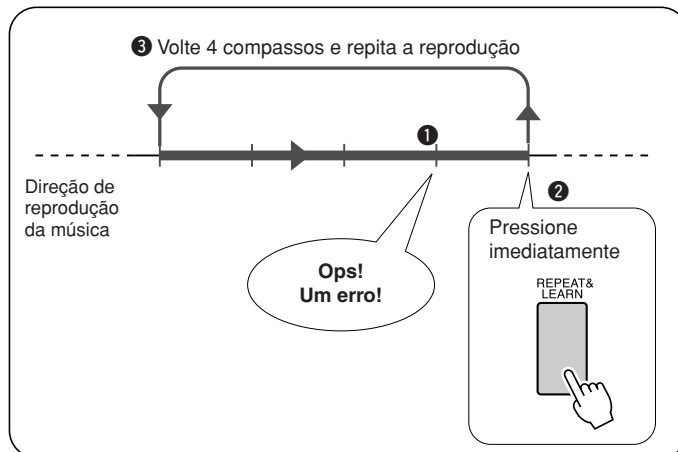 ❸ Volte 4 compassos e repita a reprodução
❶
Direção de
reprodução
da música
Ops!
Um erro!
❷
Pressione
imediatamente
REPEAT&
LEARN